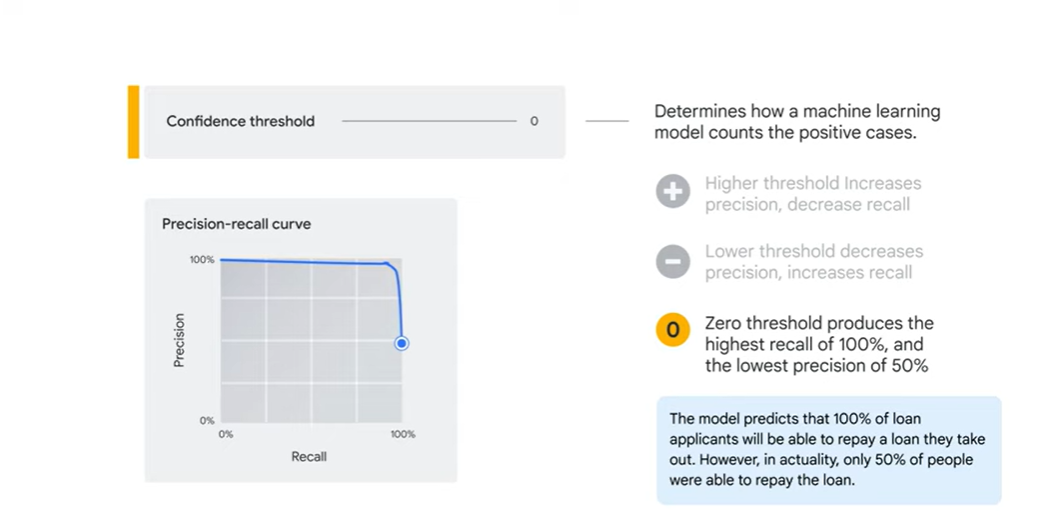 Confidence threshold
0
Determines how a machine learning
model counts the positive cases.
Higher threshold Increases
precision, decrease recall
Lower threshold decreases
precision, increases recall
0
Zero threshold produces the
highest recall of 100%, and
the lowest precision of 50%
The model predicts that 100% of loan
applicants will be able to repay a loan they take
out. However, in actuality, only 50% of people
were able to repay the loan.
Precision-recall curve
100%
Precision
0%
0%
100%
Recall